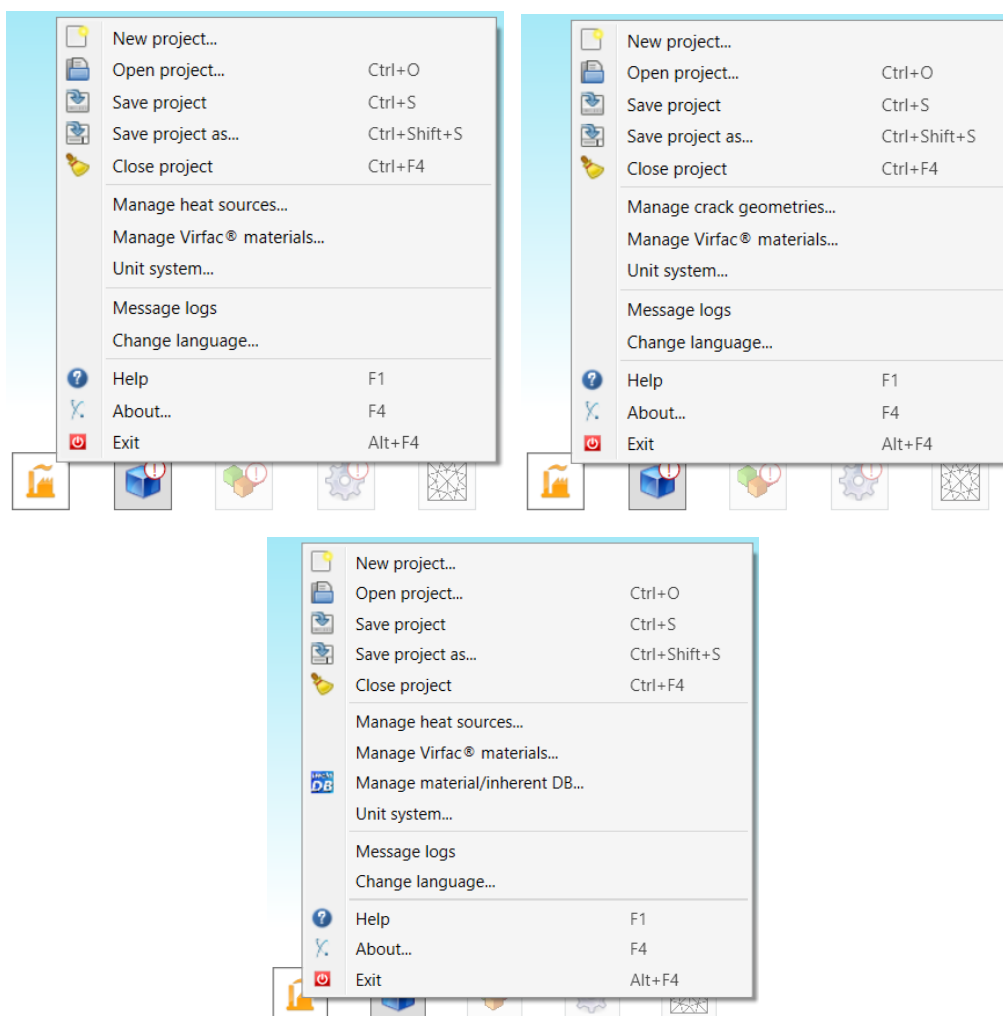 New project...
Open project... Ctrl+O
Save project Ctrl+S
Save project as... Ctrl+Shift+S
Close project Ctrl+F4
Manage heat sources...
Manage Virfac® materials...
Unit system...
Message logs
Change language...
Help F1
About... F4
Exit Alt+F4
New project...
Open project... Ctrl+O
Save project Ctrl+S
Save project as... Ctrl+Shift+S
Close project Ctrl+F4
Manage crack geometries...
Manage Virfac® materials...
Unit system...
Message logs
Change language...
Help F1
About... F4
Exit Alt+F4
New project...
Open project... Ctrl+O
Save project Ctrl+S
Save project as... Ctrl+Shift+S
Close project Ctrl+F4
Manage heat sources...
Manage Virfac® materials...
DB Manage material/inherent DB...
Unit system...
Message logs
Change language...
Help F1
About... F4
Exit Alt+F4